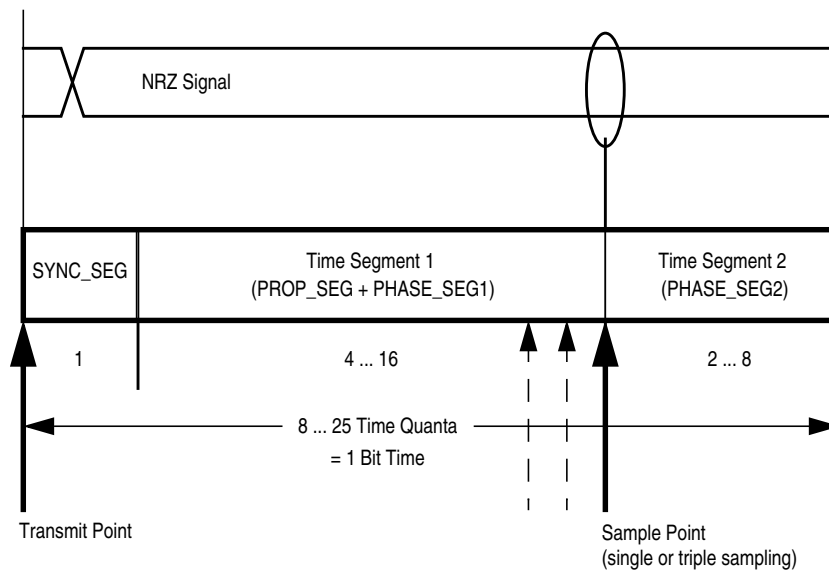 NRZ Signal
SYNC_SEG
Time Segment 1
(PROP_SEG + PHASE_SEG1)
Time Segment 2
(PHASE_SEG2)
1
4 ... 16
2 ... 8
8 ... 25 Time Quanta
= 1 Bit Time
Transmit Point
Sample Point
(single or triple sampling)